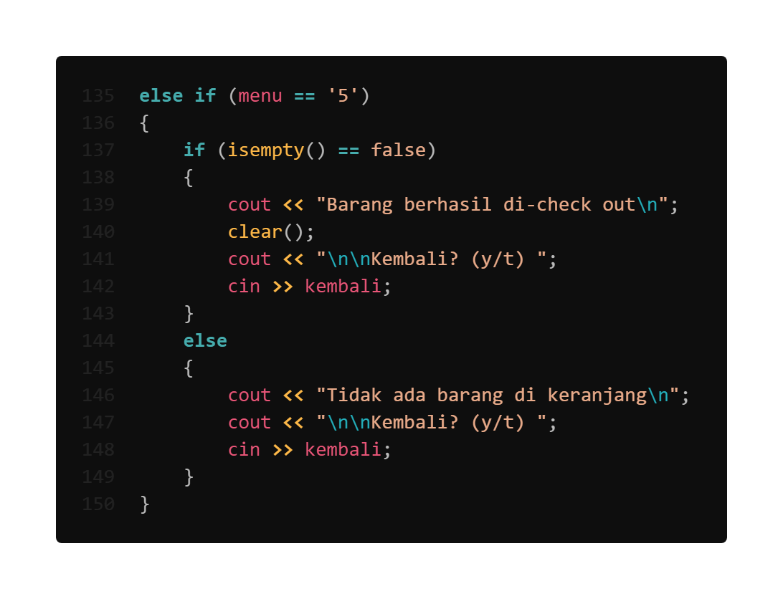 135 else if (menu == '5')
136 {
137     if (isempty() == false)
138     {
139         cout << "Barang berhasil di-check out\n";
140         clear();
141         cout << "\n\nKembali? (y/t) ";
142         cin >> kembali;
143     }
144     else
145     {
146         cout << "Tidak ada barang di keranjang\n";
147         cout << "\n\nKembali? (y/t) ";
148         cin >> kembali;
149     }
150 }